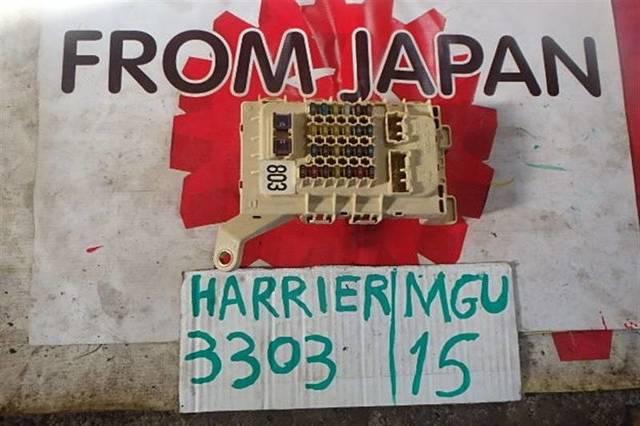 FROM JAPAN
803
HARRIER/MGU
3303/15